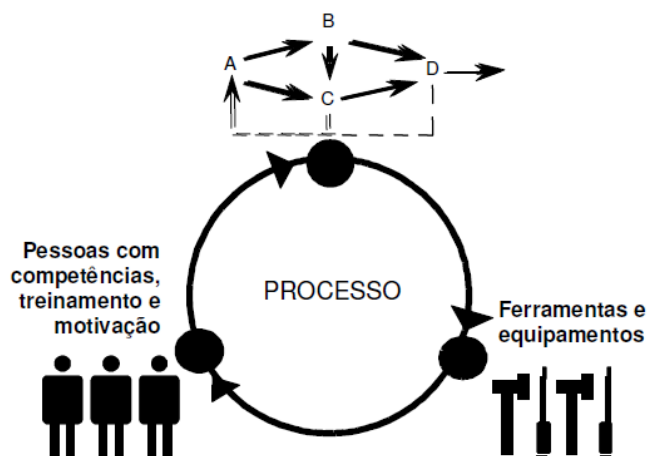 B
A
D
C
Pessoas com
competências,
treinamento e
motivação
PROCESSO
Ferramentas e
equipamentos